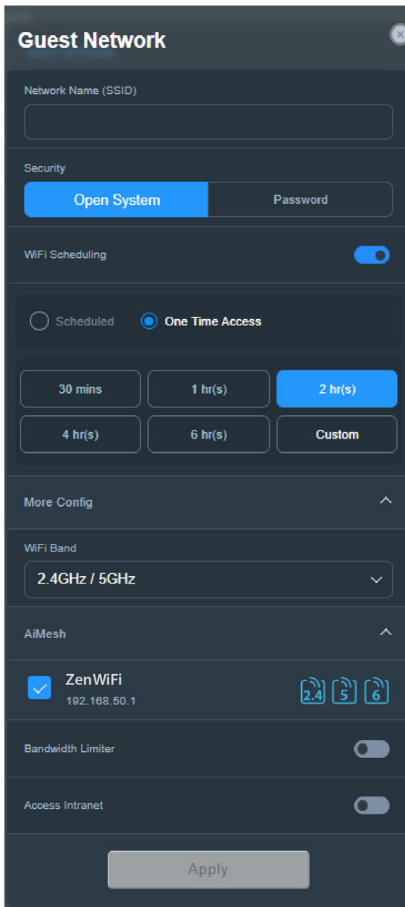 Guest Network
Network Name (SSID)
Security
Open System Password
WiFi Scheduling
Scheduled One Time Access
30 mins 1 hr(s) 2 hr(s)
4 hr(s) 6 hr(s) Custom
More Config
WiFi Band
2.4GHz / 5GHz
AiMesh
ZenWiFi
192.168.50.1
2.4 5 6
Bandwidth Limiter
Access Intranet
Apply